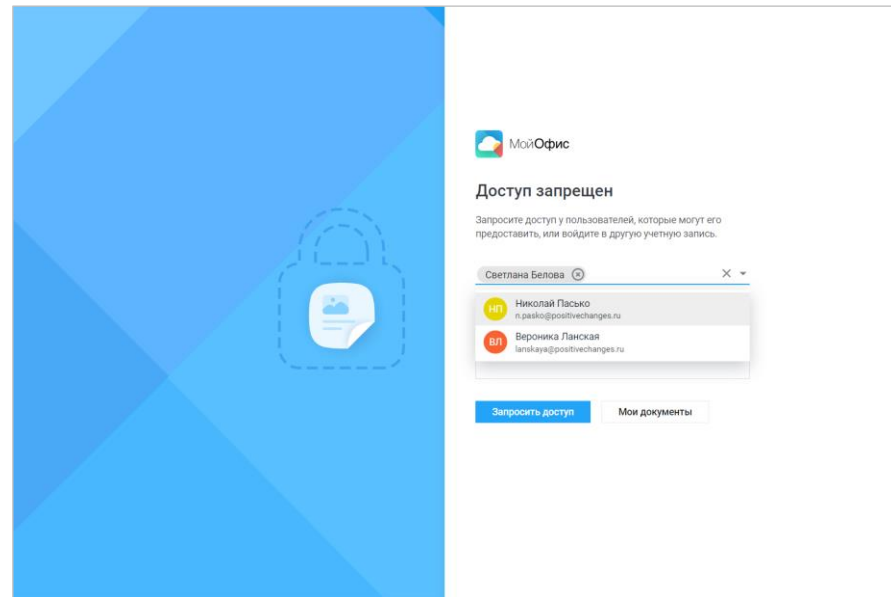 МойОфис
Доступ запрещен
Запросите доступ у пользователей, которые могут его
предоставить, или войдите в другую учетную запись.
Светлана Белова
НП
Николай Пасько
n.pasko@positivechanges.ru
ВЛ
Вероника Ланская
lanskaya@positivechanges.ru
Запросить доступ
Мои документы